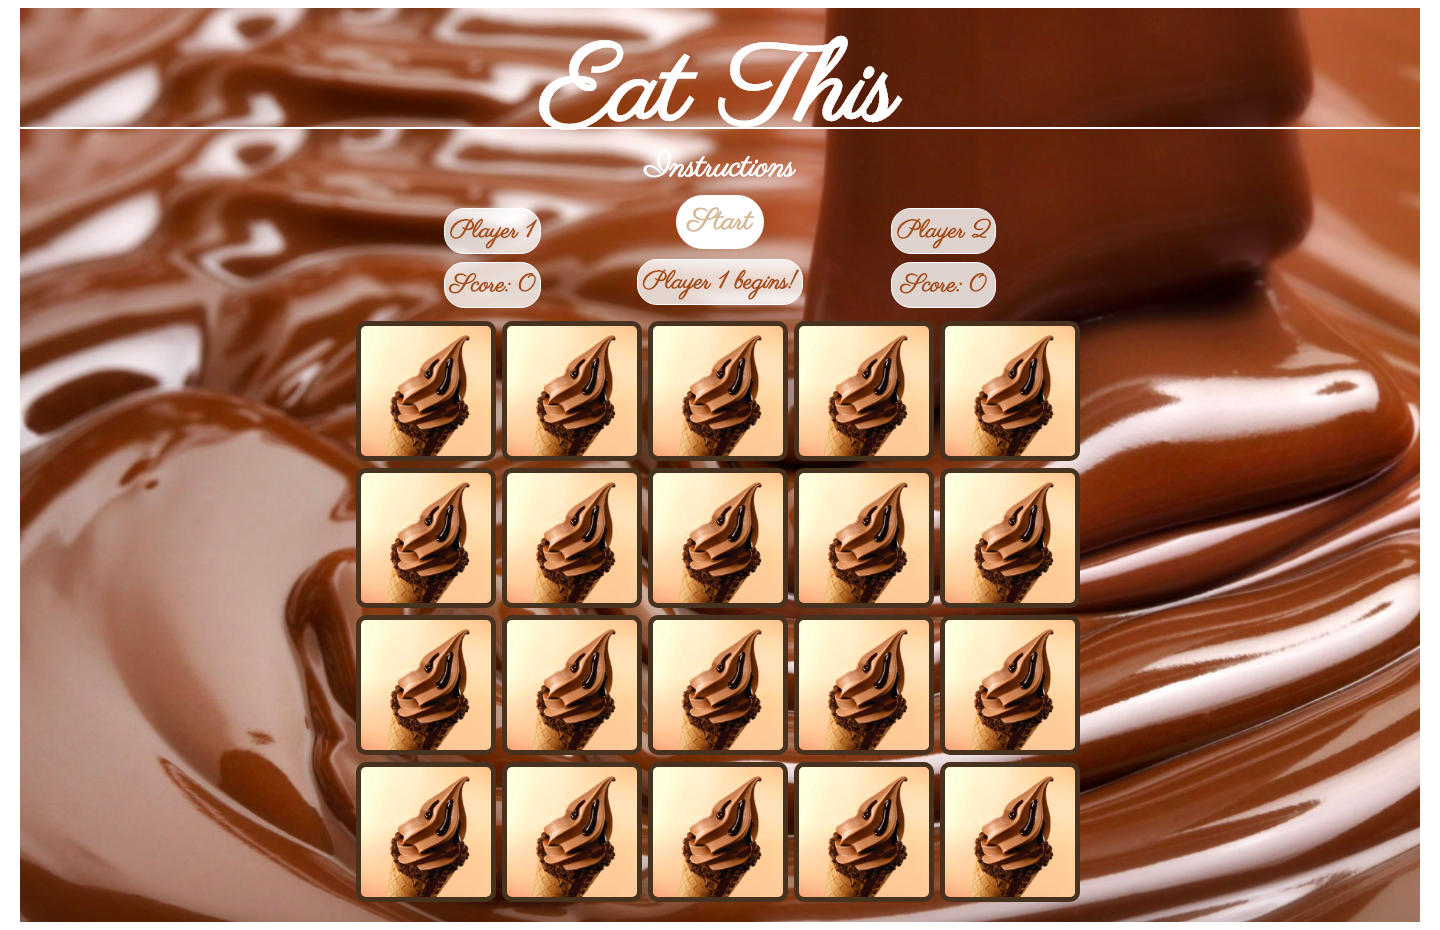 Eat This
Instructions
Start
Player 1
Player 2
Score: 0
Player 1 begins!
Score: 0